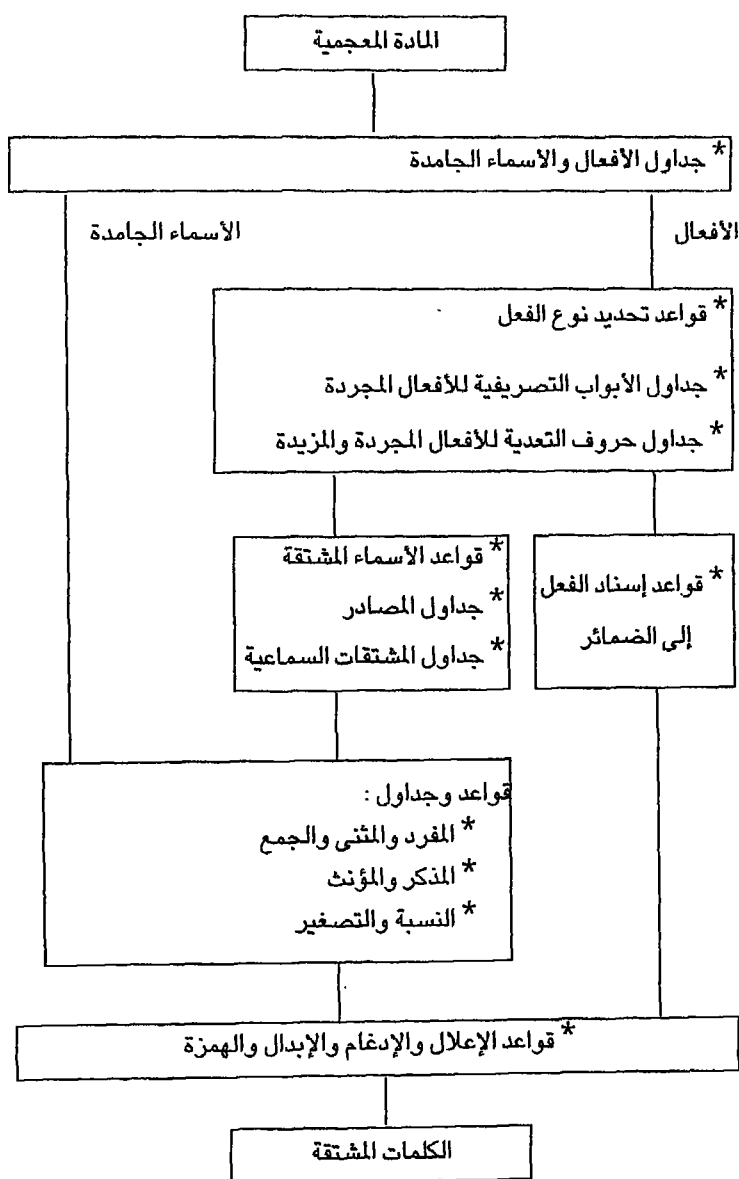 المادة المعجمية
* جداول الأفعال والأسماء الجامدة
الأفعال
الأسماء الجامدة
* قواعد تحديد نوع الفعل
* جداول الأبواب التصريفية للأفعال المجردة
* جداول حروف التعدية للأفعال المجردة والمزيدة
* قواعد إسناد الفعل
إلى الضمائر
* قواعد الأسماء المشتقة
* جداول المصادر
* جداول المشتقات السماعية
قواعد وجداول :
* المفرد والمثنى والجمع
* المذكر والمؤنث
* النسبة والتصغير
* قواعد الإعلال والإدغام والإبدال والهمزة
الكلمات المشتقة